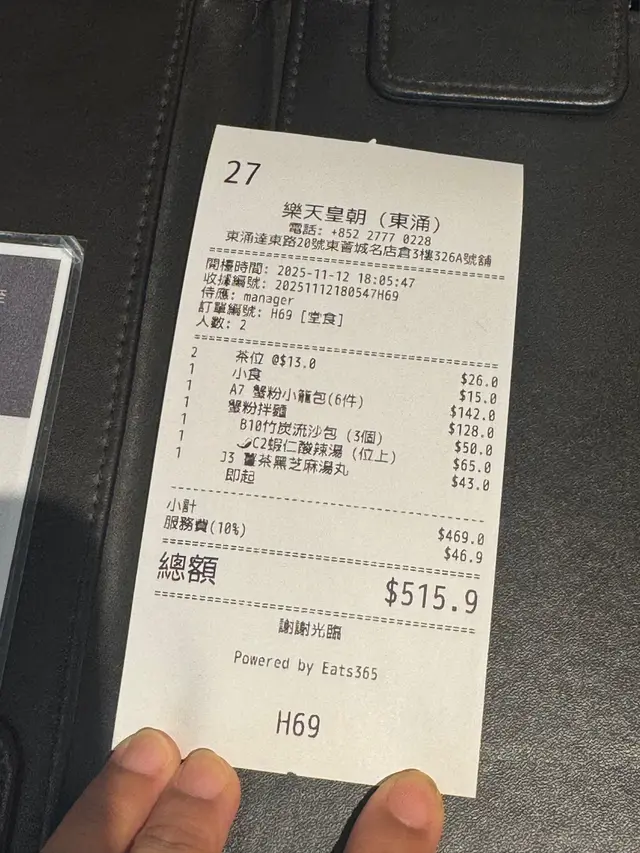 27
樂天皇朝 (東涌)
電話: +852 2777 0228
東涌達東路20號東薈城名店倉3樓326A號舖
開檯時間: 2025-11-12 18:05:47
收據編號: 20251112180547H69
侍應: manager
訂單編號: H69 [堂食]
人數: 2
2 茶位 @$13.0 $26.0
1 小食 $15.0
1 A7 蟹粉小籠包(6件) $142.0
1 蟹粉拌麵 $128.0
1 B10竹炭流沙包 (3個) $50.0
1 🌶C2蝦仁酸辣湯 (位上) $65.0
1 J3 薑茶黑芝麻湯丸 $43.0
即起
小計 $469.0
服務費(10%) $46.9
總額 $515.9
謝謝光臨
Powered by Eats365
H69